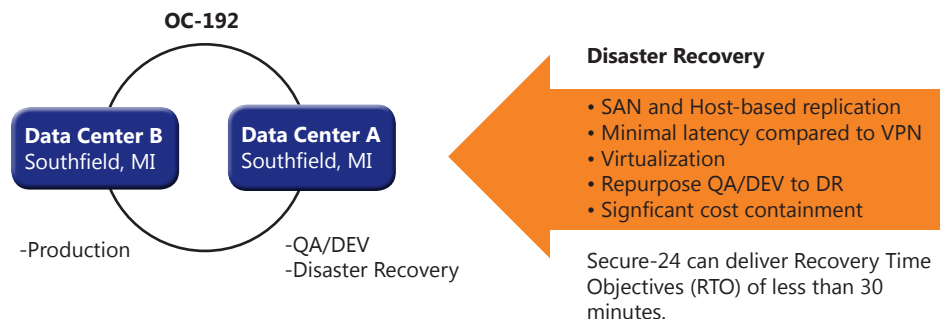 OC-192
Data Center B
Southfield, MI
Data Center A
Southfield, MI
-Production
-QA/DEV
-Disaster Recovery
Disaster Recovery
• SAN and Host-based replication
• Minimal latency compared to VPN
• Virtualization
• Repurpose QA/DEV to DR
• Signficant cost containment
Secure-24 can deliver Recovery Time
Objectives (RTO) of less than 30
minutes.